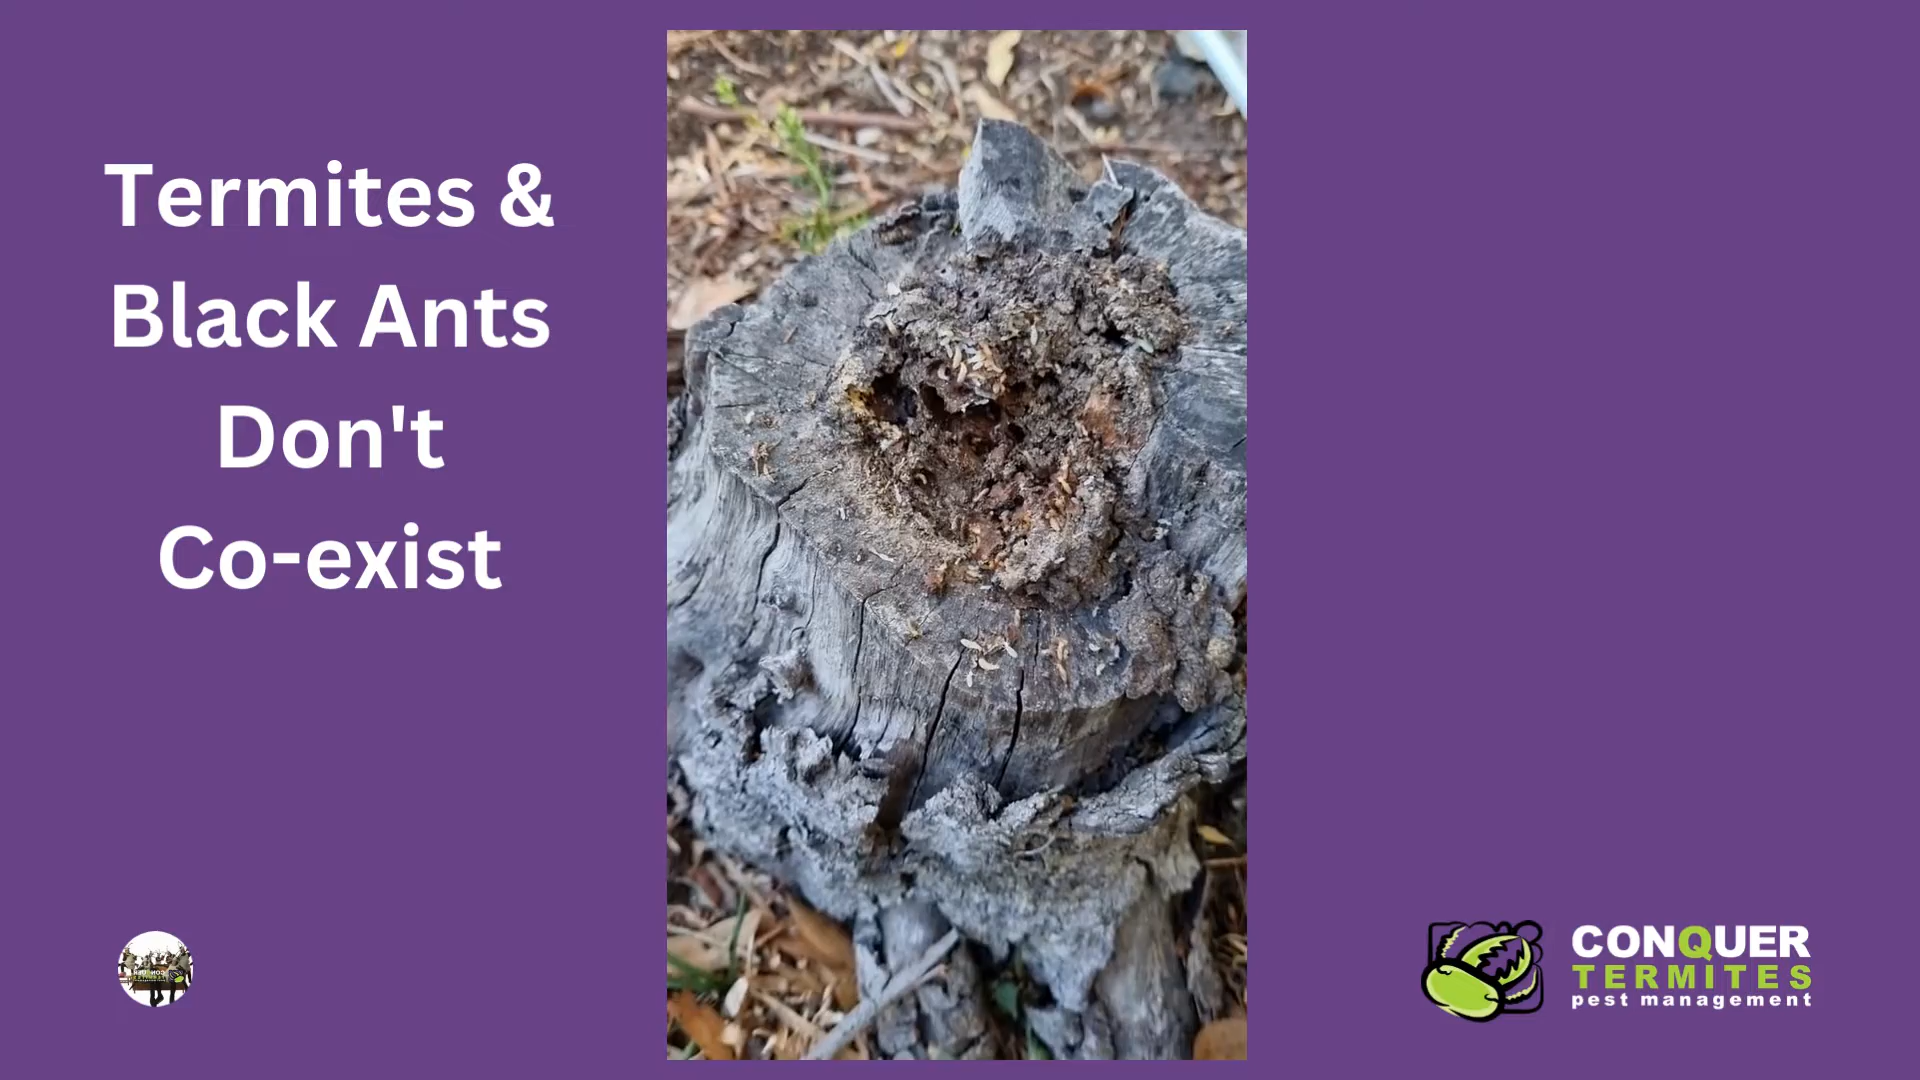 Termites &
Black Ants
Don't
Co-exist
CONQUER
TERMITES
pest management